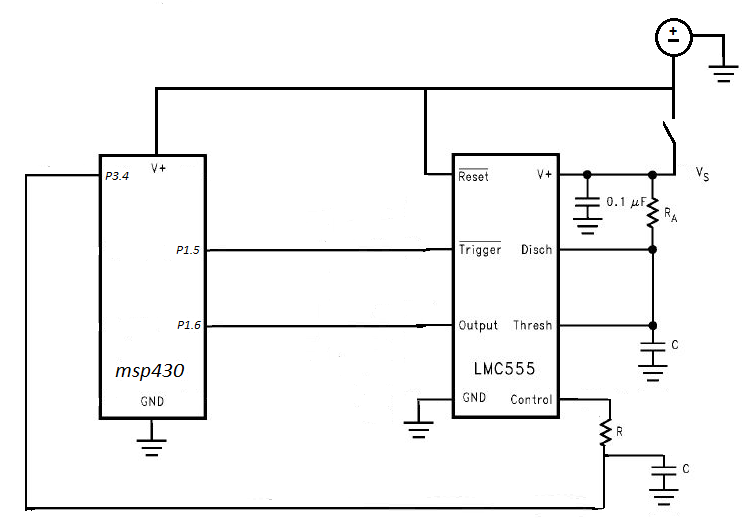 ±
V+
P3.4
Reset
V+
VS
0.1 µF
RA
P1.5
Trigger
Disch
P1.6
Output
Thresh
C
msp430
LMC555
GND
GND
Control
R
C